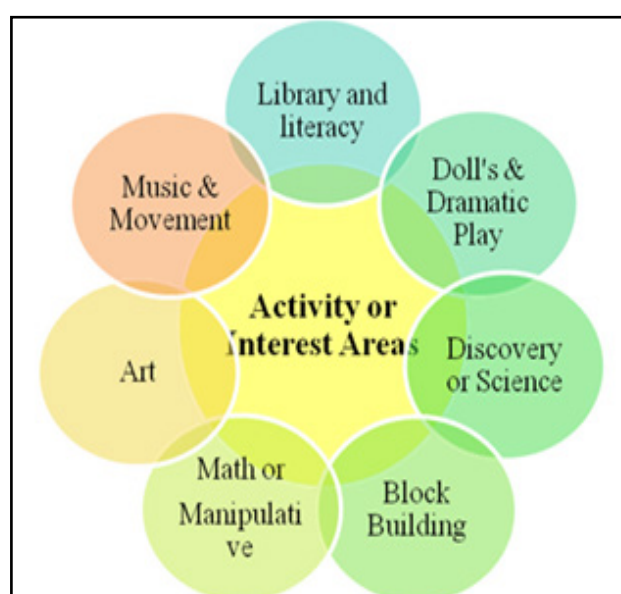 Library and
literacy
Doll's &
Dramatic
Play
Discovery
or Science
Block
Building
Math or
Manipulati
ve
Art
Music &
Movement
Activity or
Interest Areas